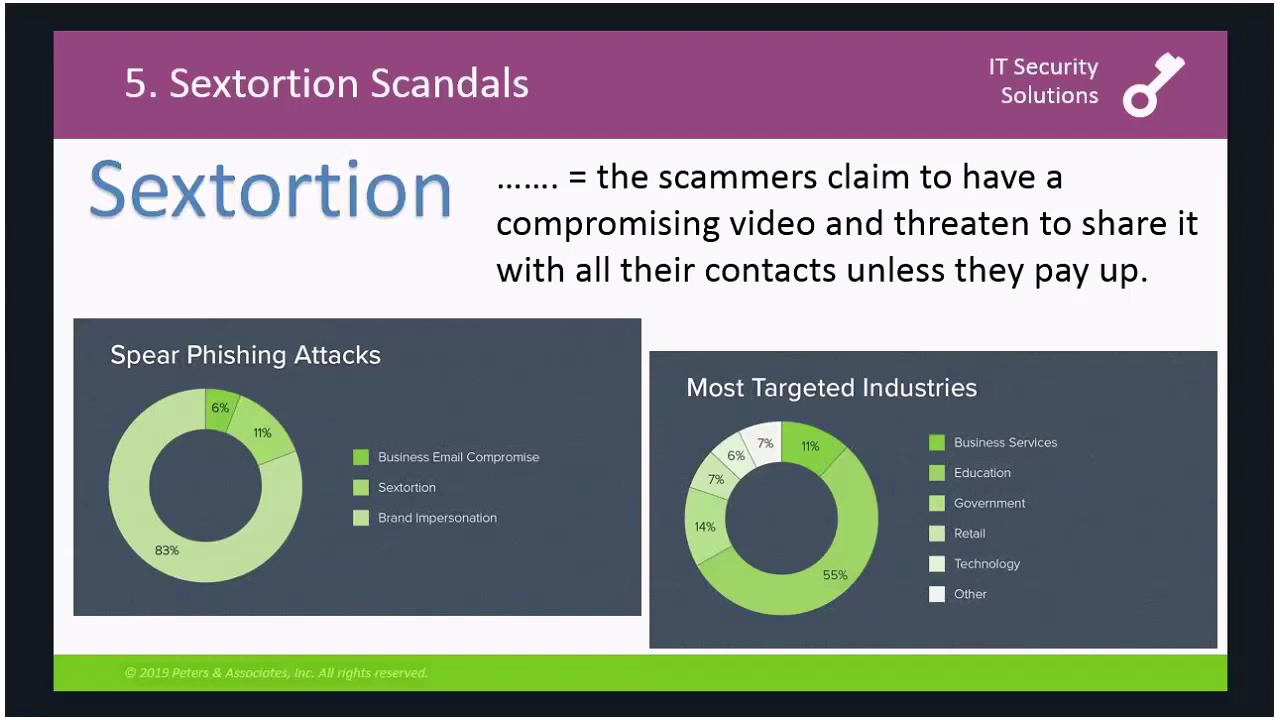 5. Sextortion Scandals
IT Security
Solutions
Sextortion
……. = the scammers claim to have a
compromising video and threaten to share it
with all their contacts unless they pay up.
Spear Phishing Attacks
6%
11%
83%
Business Email Compromise
Sextortion
Brand Impersonation
Most Targeted Industries
7%
11%
6%
7%
14%
55%
Business Services
Education
Government
Retail
Technology
Other
© 2019 Peters & Associates, Inc. All rights reserved.